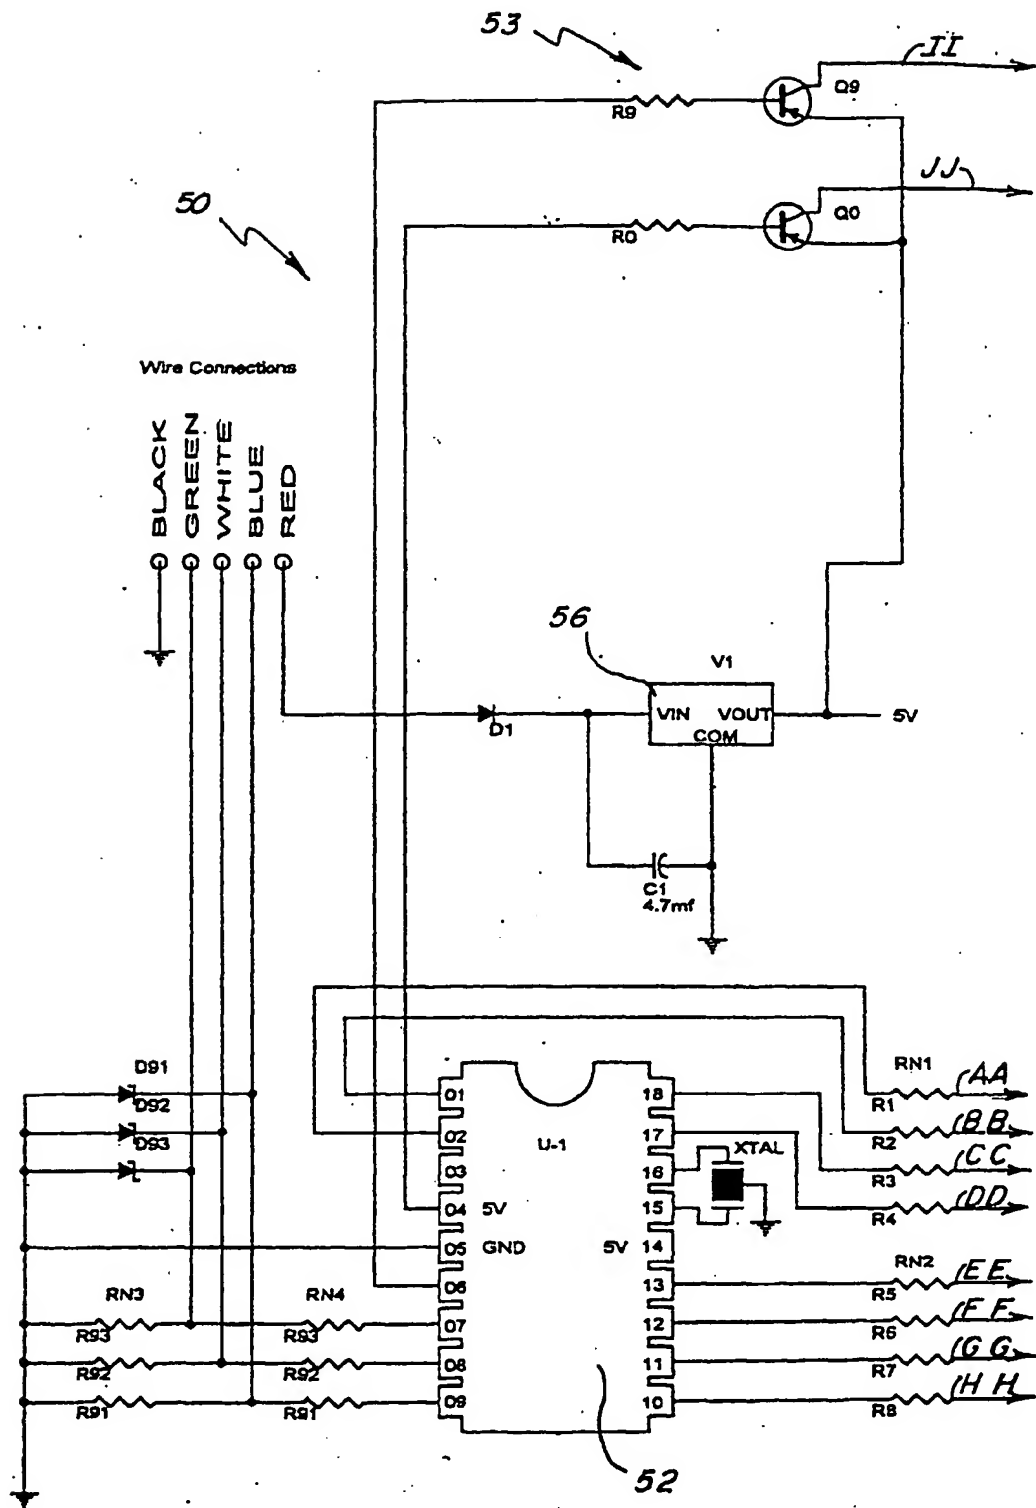 53
II
Q9
R9
JJ
50
Q0
R0
Wire Connections
BLACK
GREEN
WHITE
BLUE
RED
56
V1
VIN VOUT
COM
D1
5V
C1
4.7mf
D91
D92
D93
RN1
AA
R1
BB
R2
CC
R3
DD
R4
RN2
EE
R5
FF
R6
GG
R7
HH
R8
U-1
XTAL
01
02
03
04 5V
05 GND
06
07
08
09
18
17
16
15
5V 14
13
12
11
10
RN3
RN4
R93
R93
R92
R92
R91
R91
52